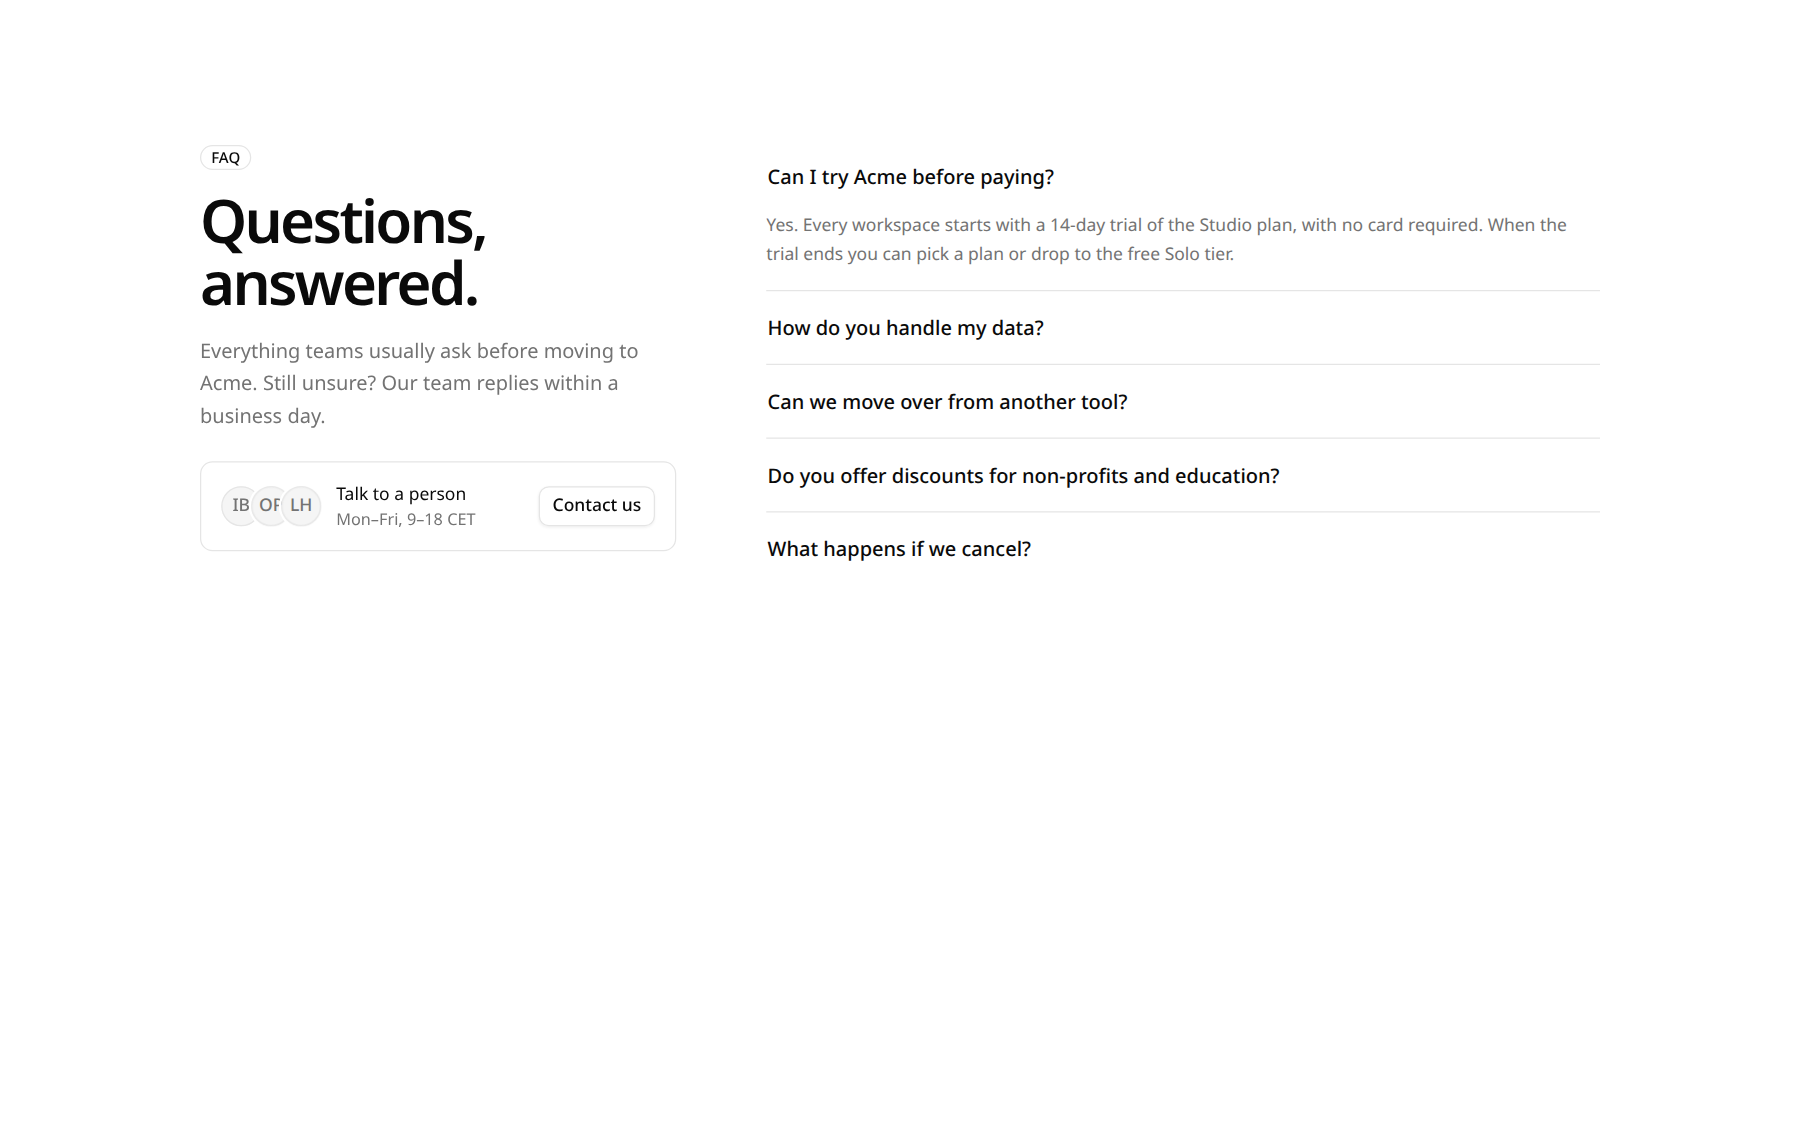 FAQ
Questions,
answered.
Everything teams usually ask before moving to
Acme. Still unsure? Our team replies within a
business day.
IB
LH
Talk to a person
Mon–Fri, 9–18 CET
Contact us
Can I try Acme before paying?
Yes. Every workspace starts with a 14-day trial of the Studio plan, with no card required. When the
trial ends you can pick a plan or drop to the free Solo tier.
How do you handle my data?
Can we move over from another tool?
Do you offer discounts for non-profits and education?
What happens if we cancel?